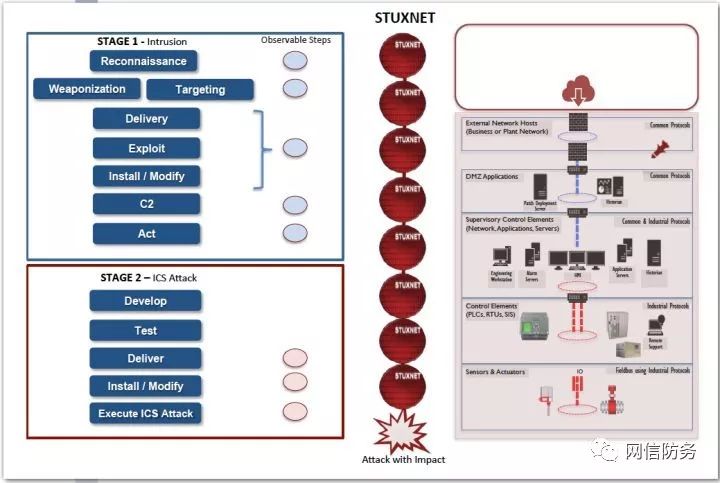 STUXNET
STAGE 1 - Intrusion
Observable Steps
Reconnaissance
Weaponization
Targeting
Delivery
Exploit
Install / Modify
C2
Act
STAGE 2 – ICS Attack
Develop
Test
Deliver
Install / Modify
Execute ICS Attack
STUXNET
STUXNET
STUXNET
STUXNET
STUXNET
STUXNET
STUXNET
STUXNET
Attack with Impact
External Network Hosts
(Business or Plant Network)
Common Protocols
DMZ Applications
Common Protocols
Patch Deployment
Server
Historian
Supervisory Control Elements
(Network, Applications, Servers)
Common & Industrial Protocols
Engineering
Workstation
Alarm
Servers
HMI
Application
Servers
Historian
Control Elements
(PLCs, RTUs, SIS)
Industrial Protocols
Remote
Support
Sensors & Actuators
IO
Fieldbus using Industrial Protocols
网信防务